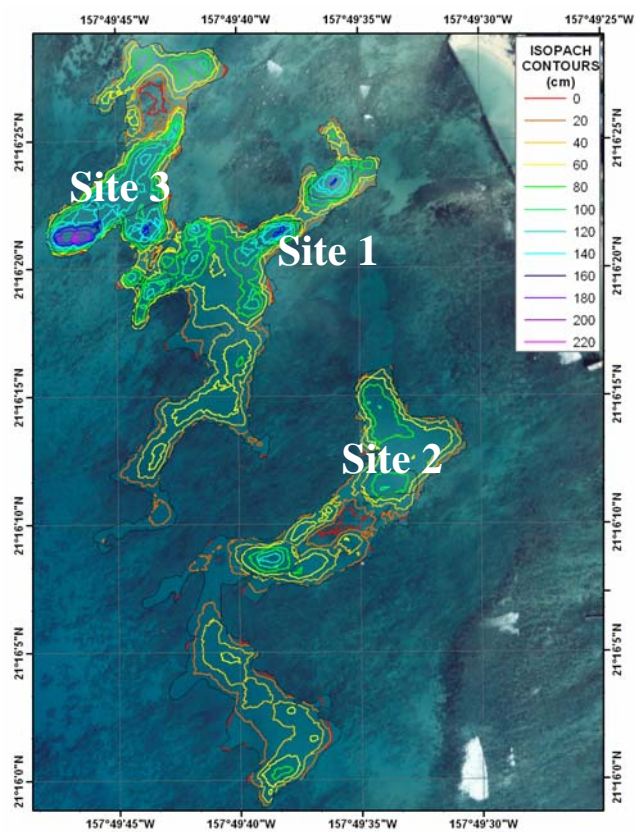 157°49'45"W 157°49'40"W 157°49'35"W 157°49'30"W 157°49'25"W
ISOPACH
CONTOURS
(cm)
0
20
40
60
80
100
120
140
160
180
200
220
21°16'25"N 21°16'25"N
Site 3
Site 1
21°16'20"N 21°16'20"N
21°16'15"N 21°16'15"N
Site 2
21°16'10"N 21°16'10"N
21°16'5"N 21°16'5"N
21°16'0"N 21°16'0"N
157°49'45"W 157°49'40"W 157°49'35"W 157°49'30"W